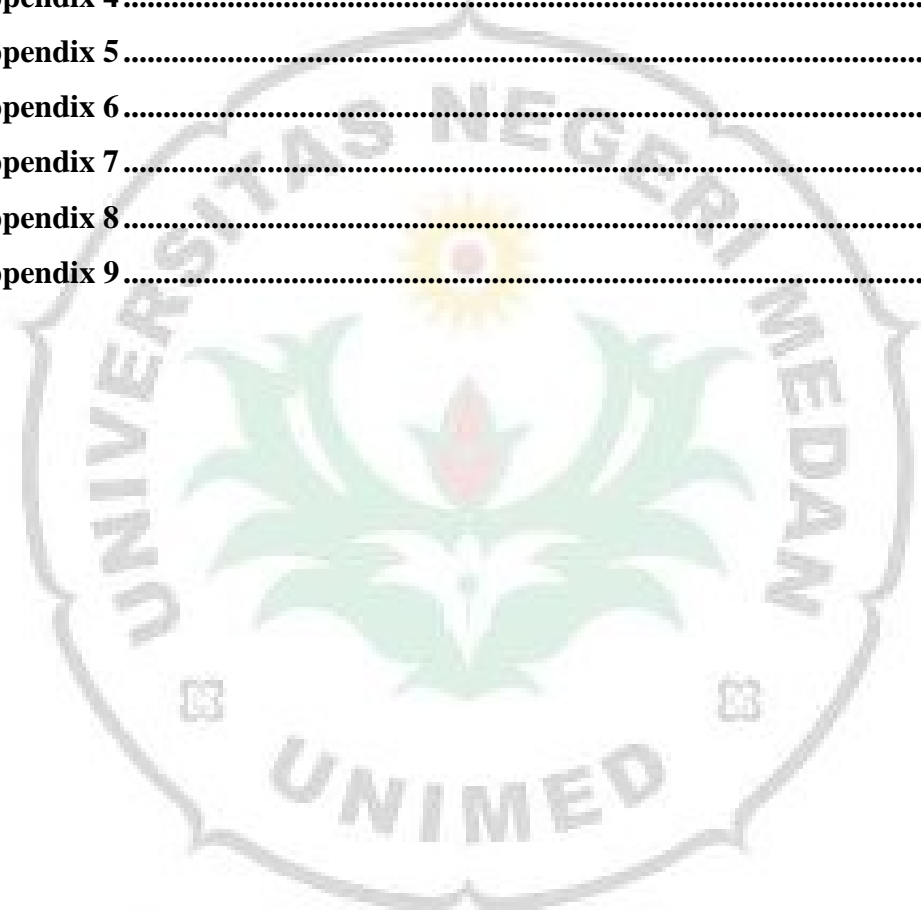 ppendix 4................................................................
ppendix 5................................................................
ppendix 6................................................................
ppendix 7................................................................
ppendix 8................................................................
ppendix 9................................................................
UNIVERSITAS NEGERI MEDAN
UNIMED